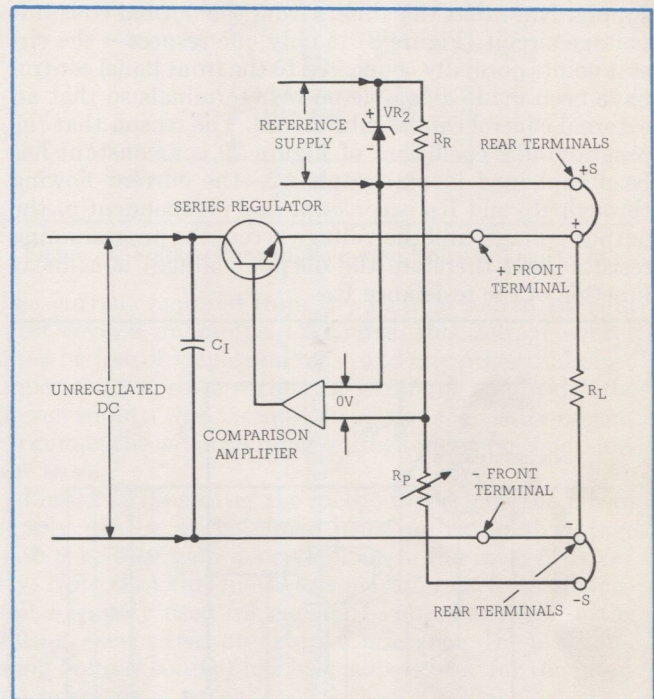 +
VR2
-
REFERENCE
SUPPLY
RR
REAR TERMINALS
+S
SERIES REGULATOR
+
+ FRONT
TERMINAL
CI
UNREGULATED
DC
0V
RL
COMPARISON
AMPLIFIER
RP
- FRONT
TERMINAL
-
-S
REAR TERMINALS